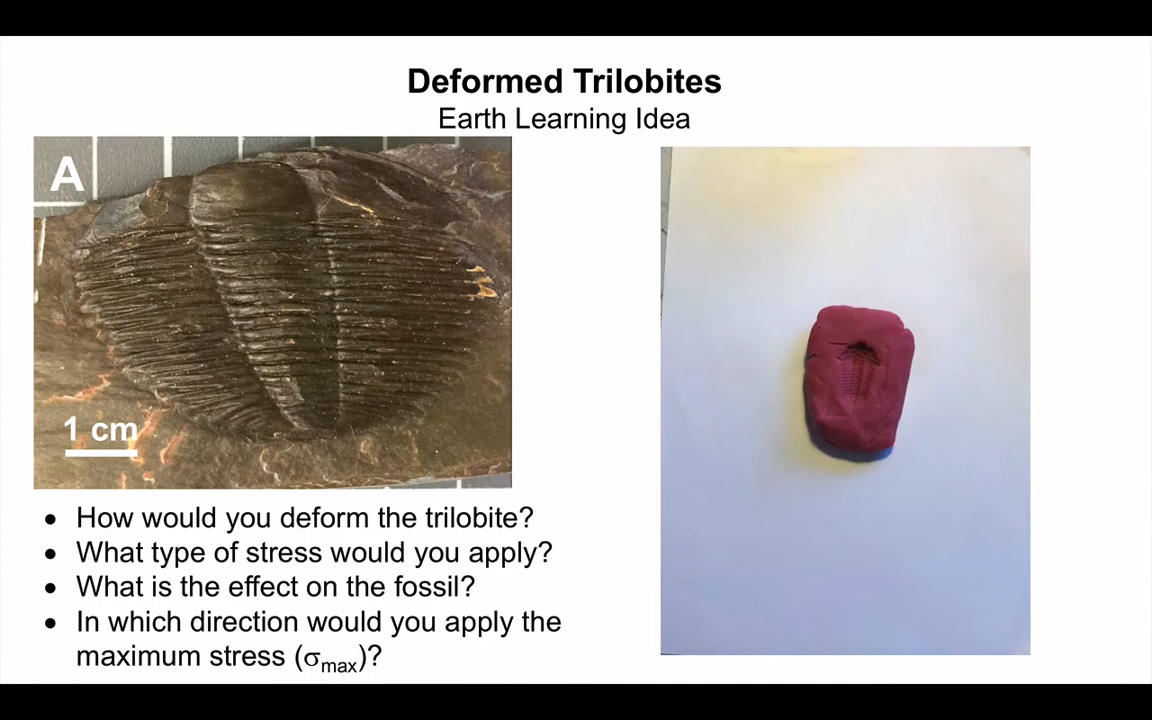 Deformed Trilobites
Earth Learning Idea
A
1 cm
• How would you deform the trilobite?
• What type of stress would you apply?
• What is the effect on the fossil?
• In which direction would you apply the
maximum stress (σmax)?